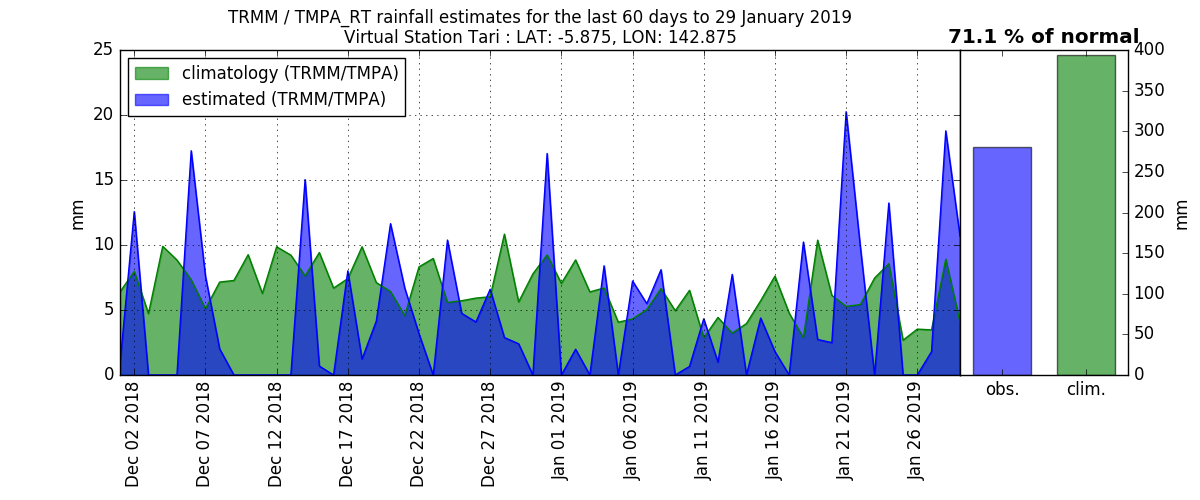 TRMM / TMPA_RT rainfall estimates for the last 60 days to 29 January 2019
Virtual Station Tari : LAT: -5.875, LON: 142.875
71.1 % of normal
climatology (TRMM/TMPA)
estimated (TRMM/TMPA)
mm
25
20
15
10
5
0
Dec 02 2018
Dec 07 2018
Dec 12 2018
Dec 17 2018
Dec 22 2018
Dec 27 2018
Jan 01 2019
Jan 06 2019
Jan 11 2019
Jan 16 2019
Jan 21 2019
Jan 26 2019
obs.
clim.
400
350
300
250
200
150
100
50
0
mm